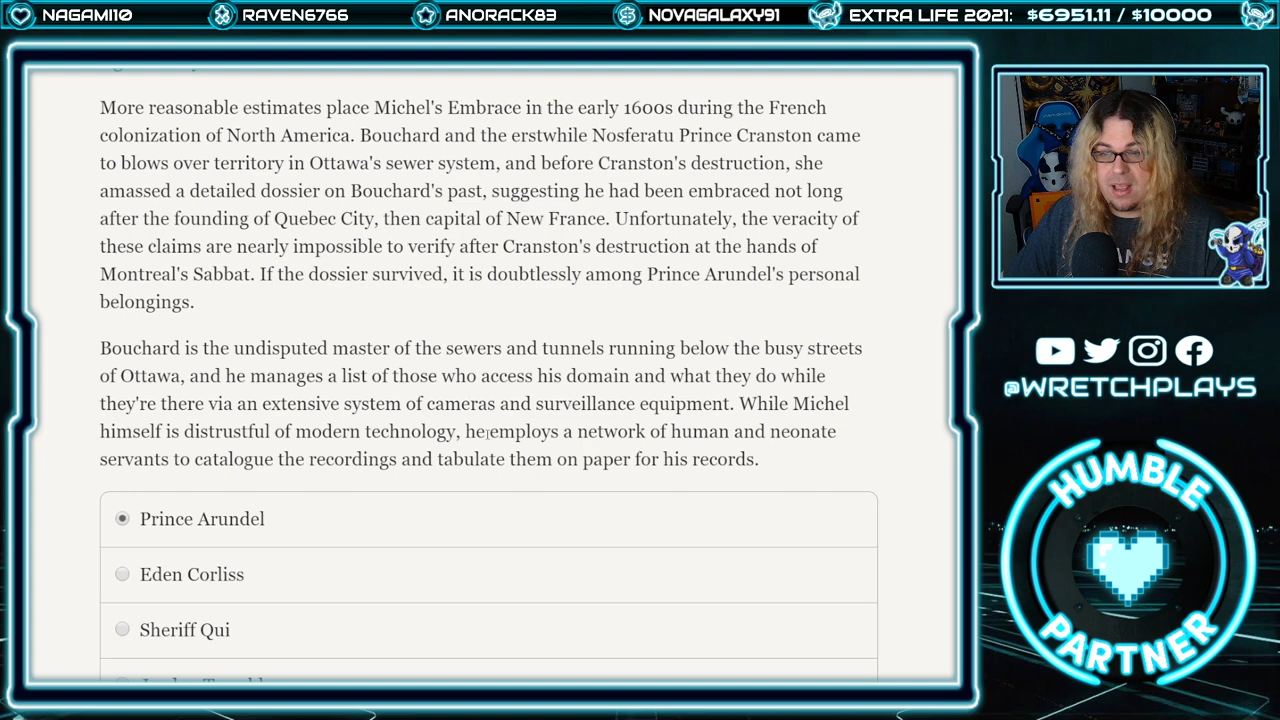 NAGAMI10 RAVEN6766 ANORACK83 NOVAGALAXY91 EXTRA LIFE 2021: $6951.11 / $10000
More reasonable estimates place Michel's Embrace in the early 1600s during the French
colonization of North America. Bouchard and the erstwhile Nosferatu Prince Cranston came
to blows over territory in Ottawa's sewer system, and before Cranston's destruction, she
amassed a detailed dossier on Bouchard's past, suggesting he had been embraced not long
after the founding of Quebec City, then capital of New France. Unfortunately, the veracity of
these claims are nearly impossible to verify after Cranston's destruction at the hands of
Montreal's Sabbat. If the dossier survived, it is doubtlessly among Prince Arundel's personal
belongings.
Bouchard is the undisputed master of the sewers and tunnels running below the busy streets
of Ottawa, and he manages a list of those who access his domain and what they do while
they're there via an extensive system of cameras and surveillance equipment. While Michel
himself is distrustful of modern technology, he employs a network of human and neonate
servants to catalogue the recordings and tabulate them on paper for his records.
Prince Arundel
Eden Corliss
Sheriff Qui
@WRETCHPLAYS
HUMBLE
PARTNER